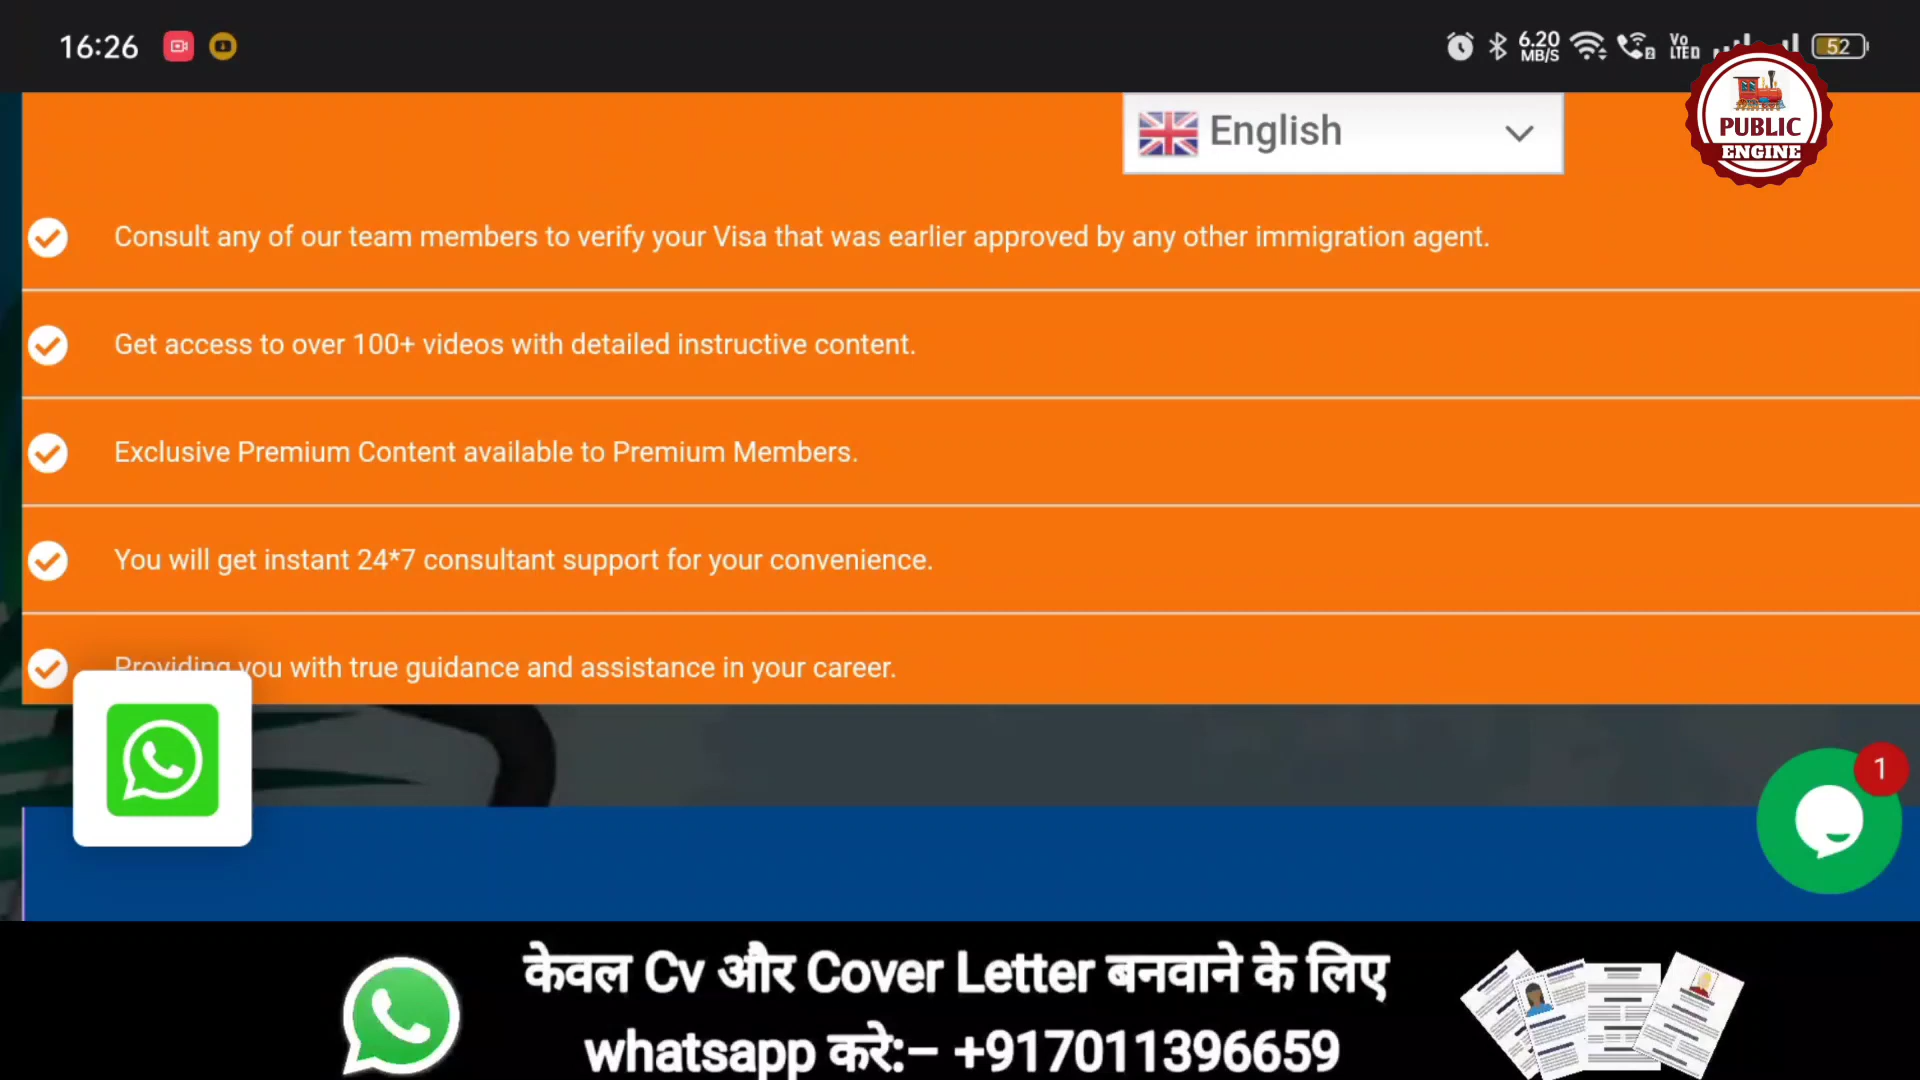 16:26
6.20
MB/S
2
Vo
LTE
52
English
PUBLIC
ENGINE
Consult any of our team members to verify your Visa that was earlier approved by any other immigration agent.
Get access to over 100+ videos with detailed instructive content.
Exclusive Premium Content available to Premium Members.
You will get instant 24*7 consultant support for your convenience.
Providing you with true guidance and assistance in your career.
1
केवल Cv और Cover Letter बनवाने के लिए
whatsapp करे:– +917011396659